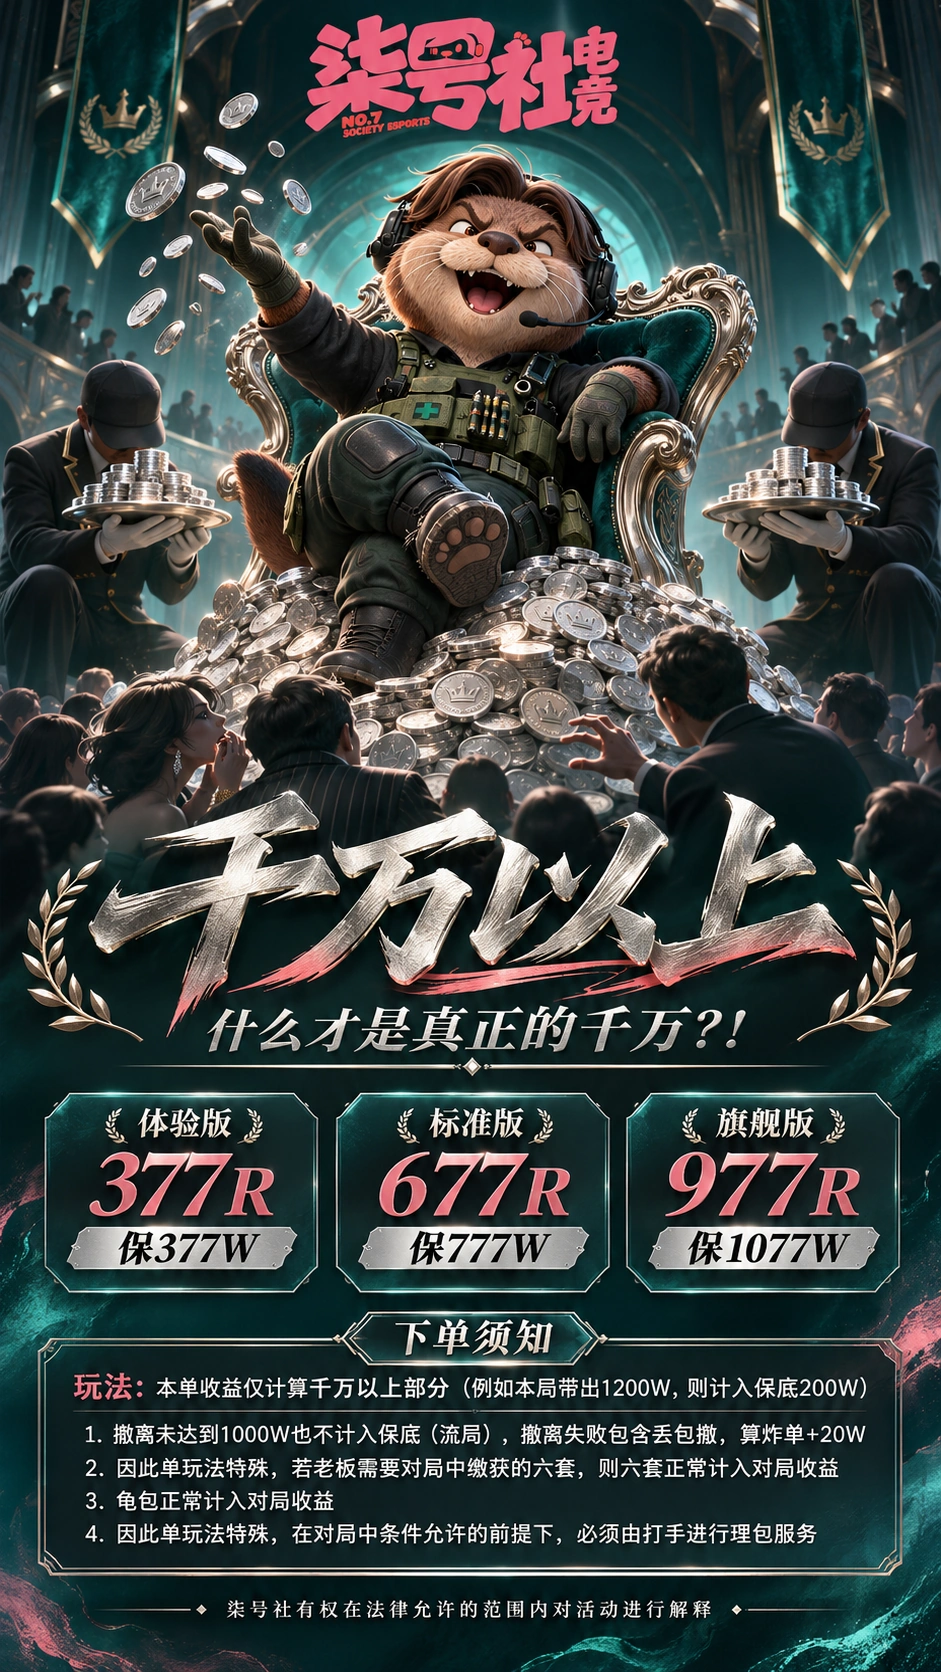 柒号社电竞
NO.7
SOCIETY ESPORTS
千万以上
什么才是真正的千万?!
体验版
377R
保377W
标准版
677R
保777W
旗舰版
977R
保1077W
下单须知
玩法：本单收益仅计算千万以上部分（例如本局带出1200W，则计入保底200W）
1. 撤离未达到1000W也不计入保底（流局），撤离失败包含丢包撤，算炸单+20W
2. 因此单玩法特殊，若老板需要对局中缴获的六套，则六套正常计入对局收益
3. 龟包正常计入对局收益
4. 因此单玩法特殊，在对局中条件允许的前提下，必须由打手进行理包服务
柒号社有权在法律允许的范围内对活动进行解释